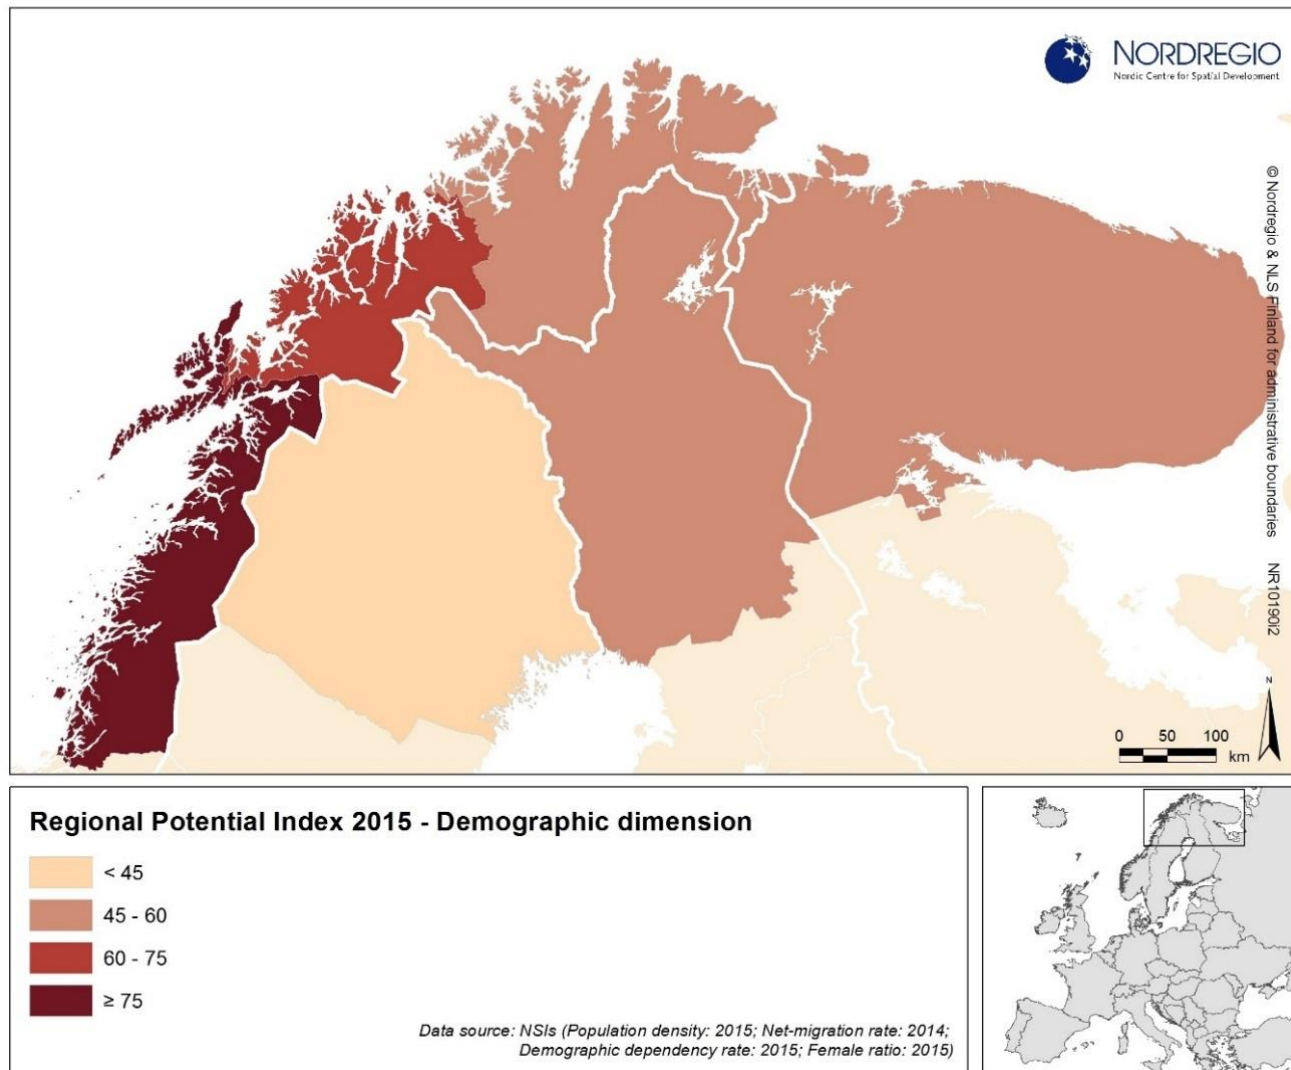 NORDREGIO
Nordic Centre for Spatial Development
© Nordregio & NLS Finland for administrative boundaries NR10190i2
N
0 50 100
km
Regional Potential Index 2015 - Demographic dimension
< 45
45 - 60
60 - 75
≥ 75
Data source: NSIs (Population density: 2015; Net-migration rate: 2014;
Demographic dependency rate: 2015; Female ratio: 2015)